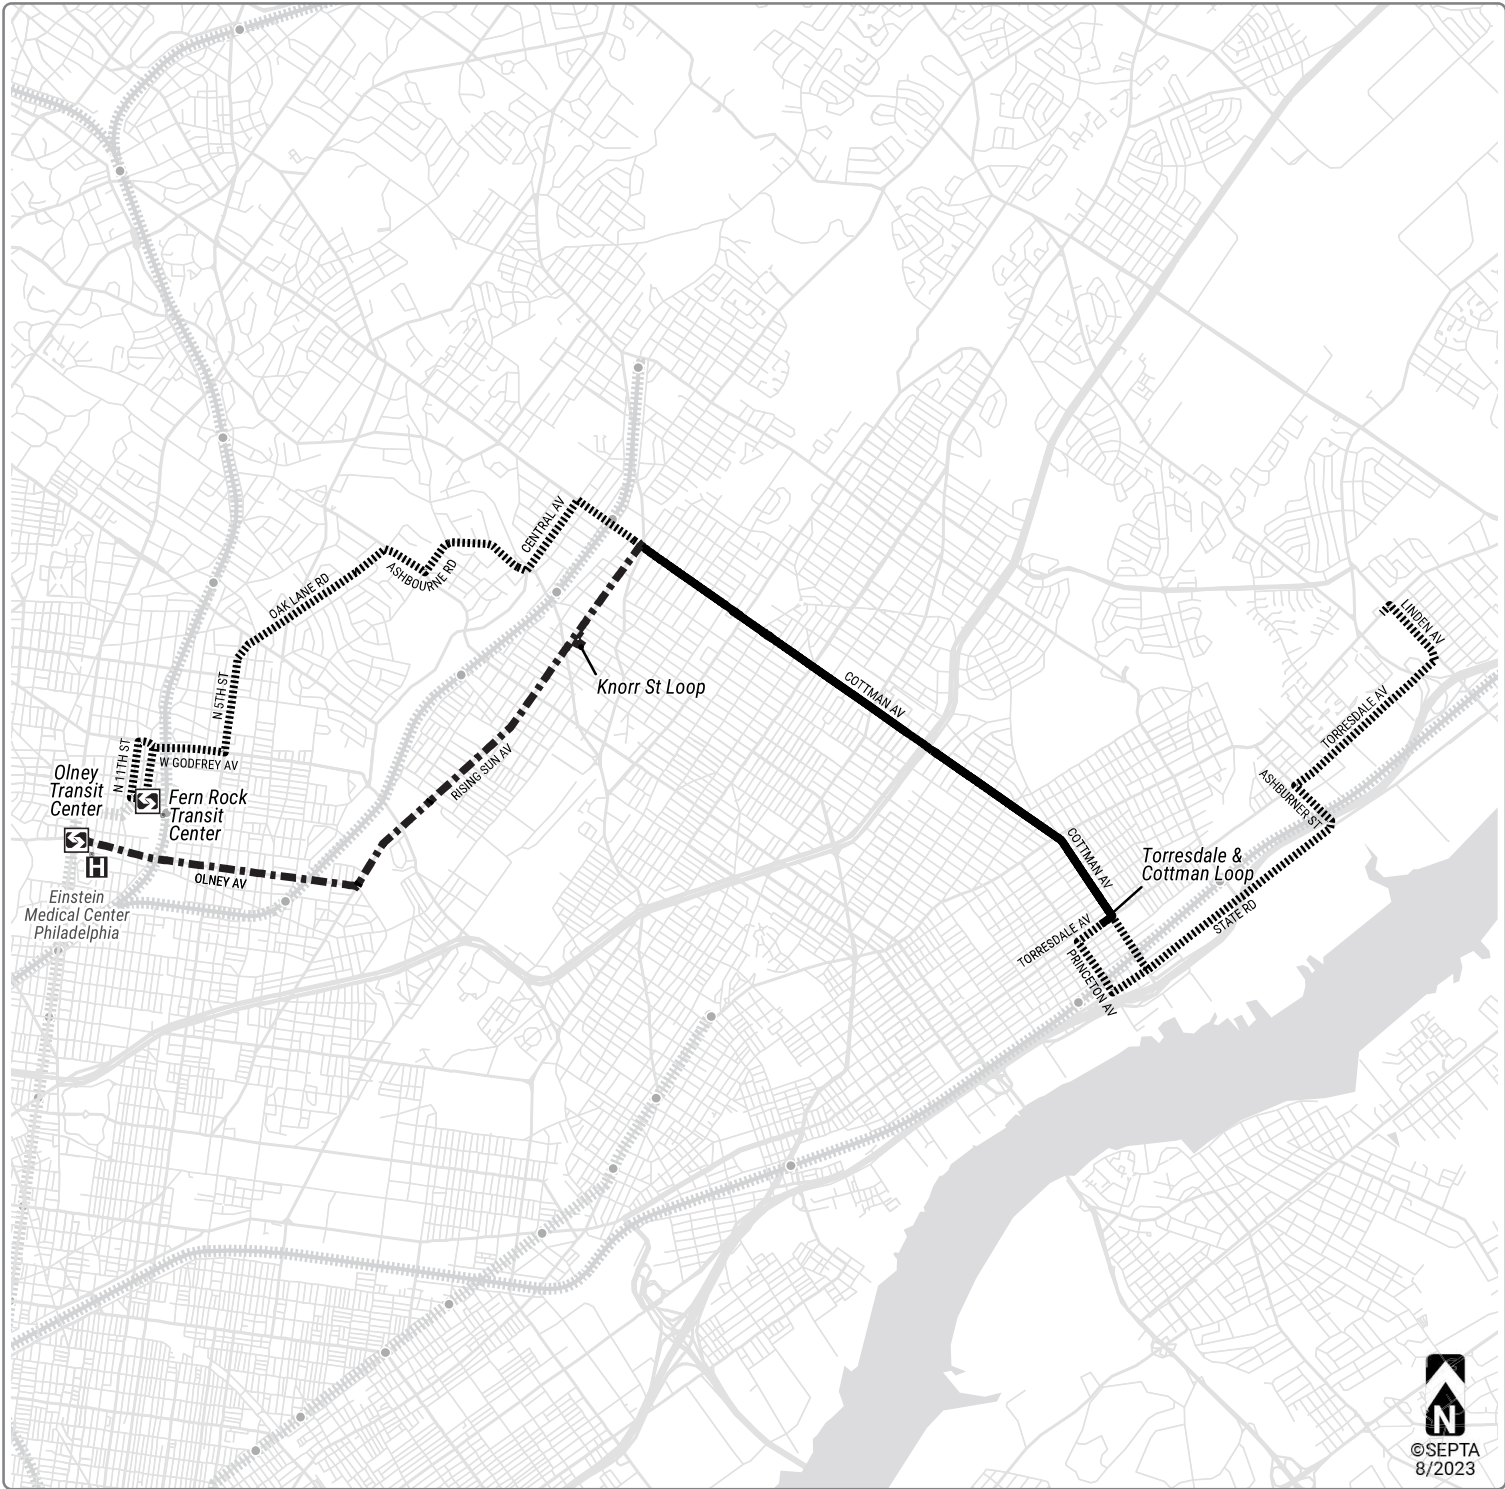 CENTRAL AV
ASHBOURNE RD
OAK LANE RD
LINDEN AV
N 5TH ST
Knorr St Loop
COTTMAN AV
TORRESDALE AV
N 11TH ST
W GODFREY AV
RISING SUN AV
Olney
Transit
Center
Fern Rock
Transit
Center
ASHBURNER ST
H
OLNEY AV
Einstein
Medical Center
Philadelphia
COTTMAN AV
Torresdale &
Cottman Loop
TORRESDALE AV
PRINCETON AV
STATE RD
N
©SEPTA
8/2023